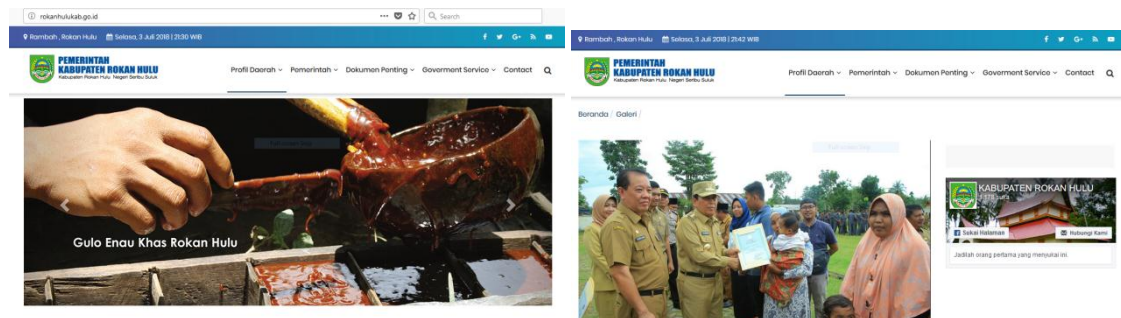 rokanhulukab.go.id
Search
Rambah , Rokan Hulu Selasa, 3 Juli 2018 | 21:30 WIB
G+
PEMERINTAH
KABUPATEN ROKAN HULU
Kabupaten Rokan Hulu Negeri Seribu Suluk
Profil Daerah Pemerintah Dokumen Penting Goverment Service Contact
Gulo Enau Khas Rokan Hulu
Rambah , Rokan Hulu Selasa, 3 Juli 2018 | 21:42 WIB
G+
PEMERINTAH
KABUPATEN ROKAN HULU
Kabupaten Rokan Hulu Negeri Seribu Suluk
Profil Daerah Pemerintah Dokumen Penting Goverment Service Contact
Beranda / Galeri /
KABUPATEN ROKAN HULU
Sukai Halaman Hubungi Kami
Jadilah orang pertama yang menyukai ini